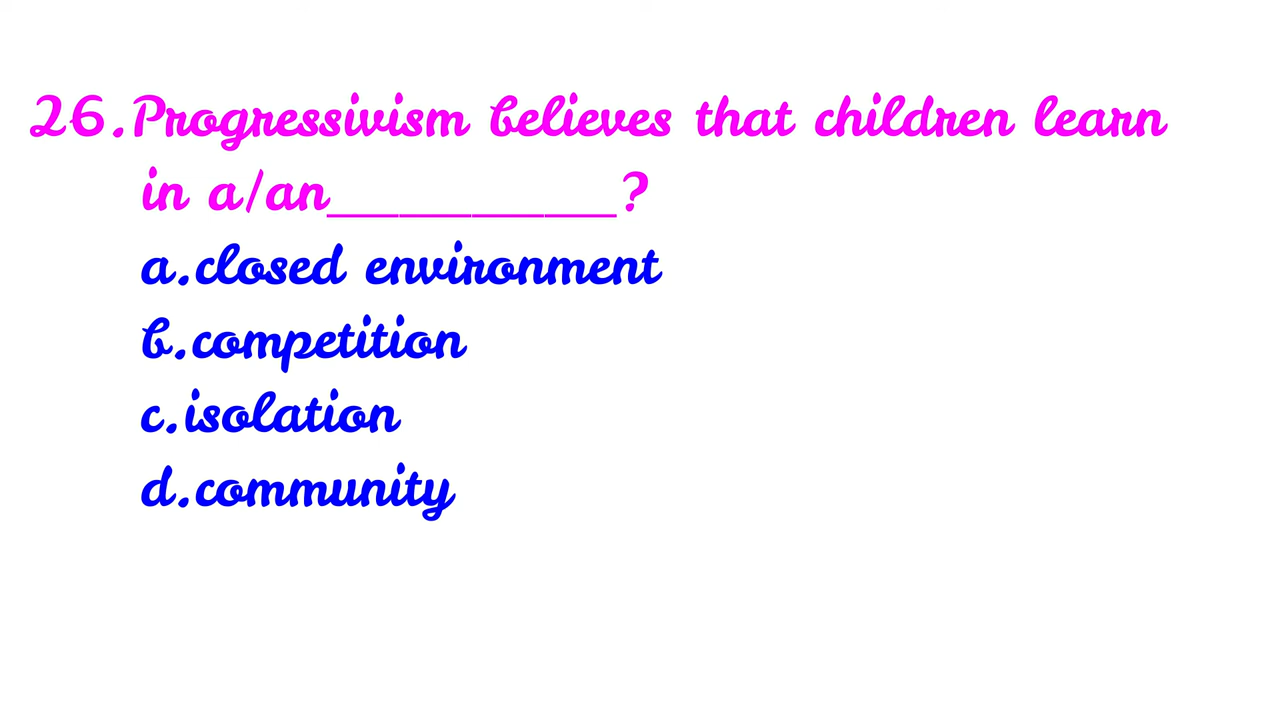 26.Progressivism believes that children learn
in a/an__________?
a.closed environment
b.competition
c.isolation
d.community